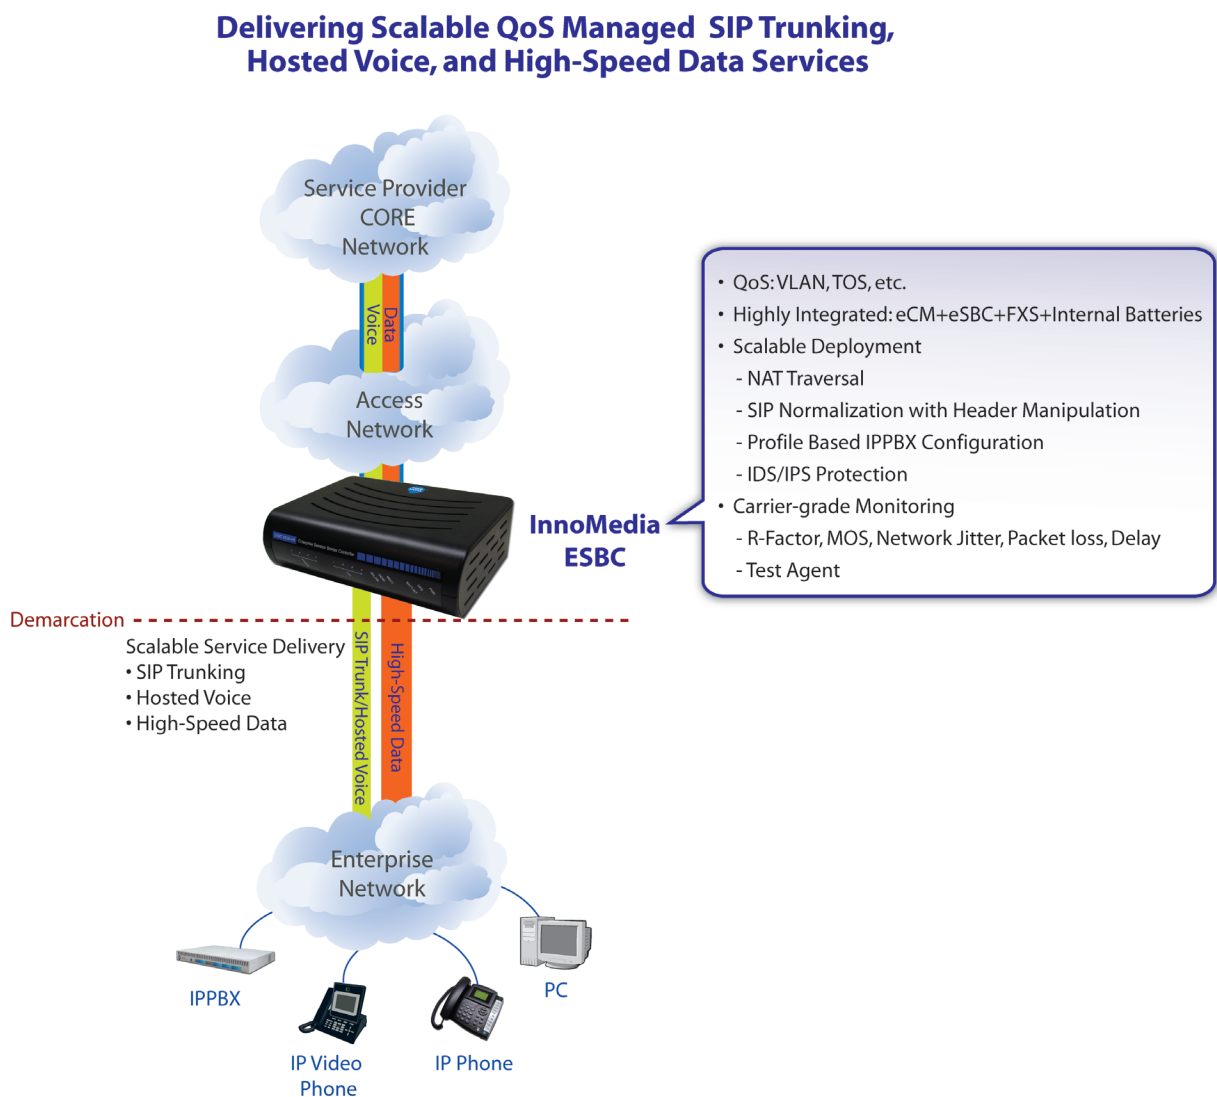 Delivering Scalable QoS Managed SIP Trunking,
Hosted Voice, and High-Speed Data Services
Service Provider
CORE
Network
Voice
Data
Access
Network
InnoMedia
ESBC
• QoS: VLAN, TOS, etc.
• Highly Integrated: eCM+eSBC+FXS+Internal Batteries
• Scalable Deployment
- NAT Traversal
- SIP Normalization with Header Manipulation
- Profile Based IPPBX Configuration
- IDS/IPS Protection
• Carrier-grade Monitoring
- R-Factor, MOS, Network Jitter, Packet loss, Delay
- Test Agent
Enterprise Session Border Controller
Demarcation
Scalable Service Delivery
• SIP Trunking
• Hosted Voice
• High-Speed Data
SIP Trunk/Hosted Voice
High-Speed Data
Enterprise
Network
IPPBX
IP Video
Phone
IP Phone
PC